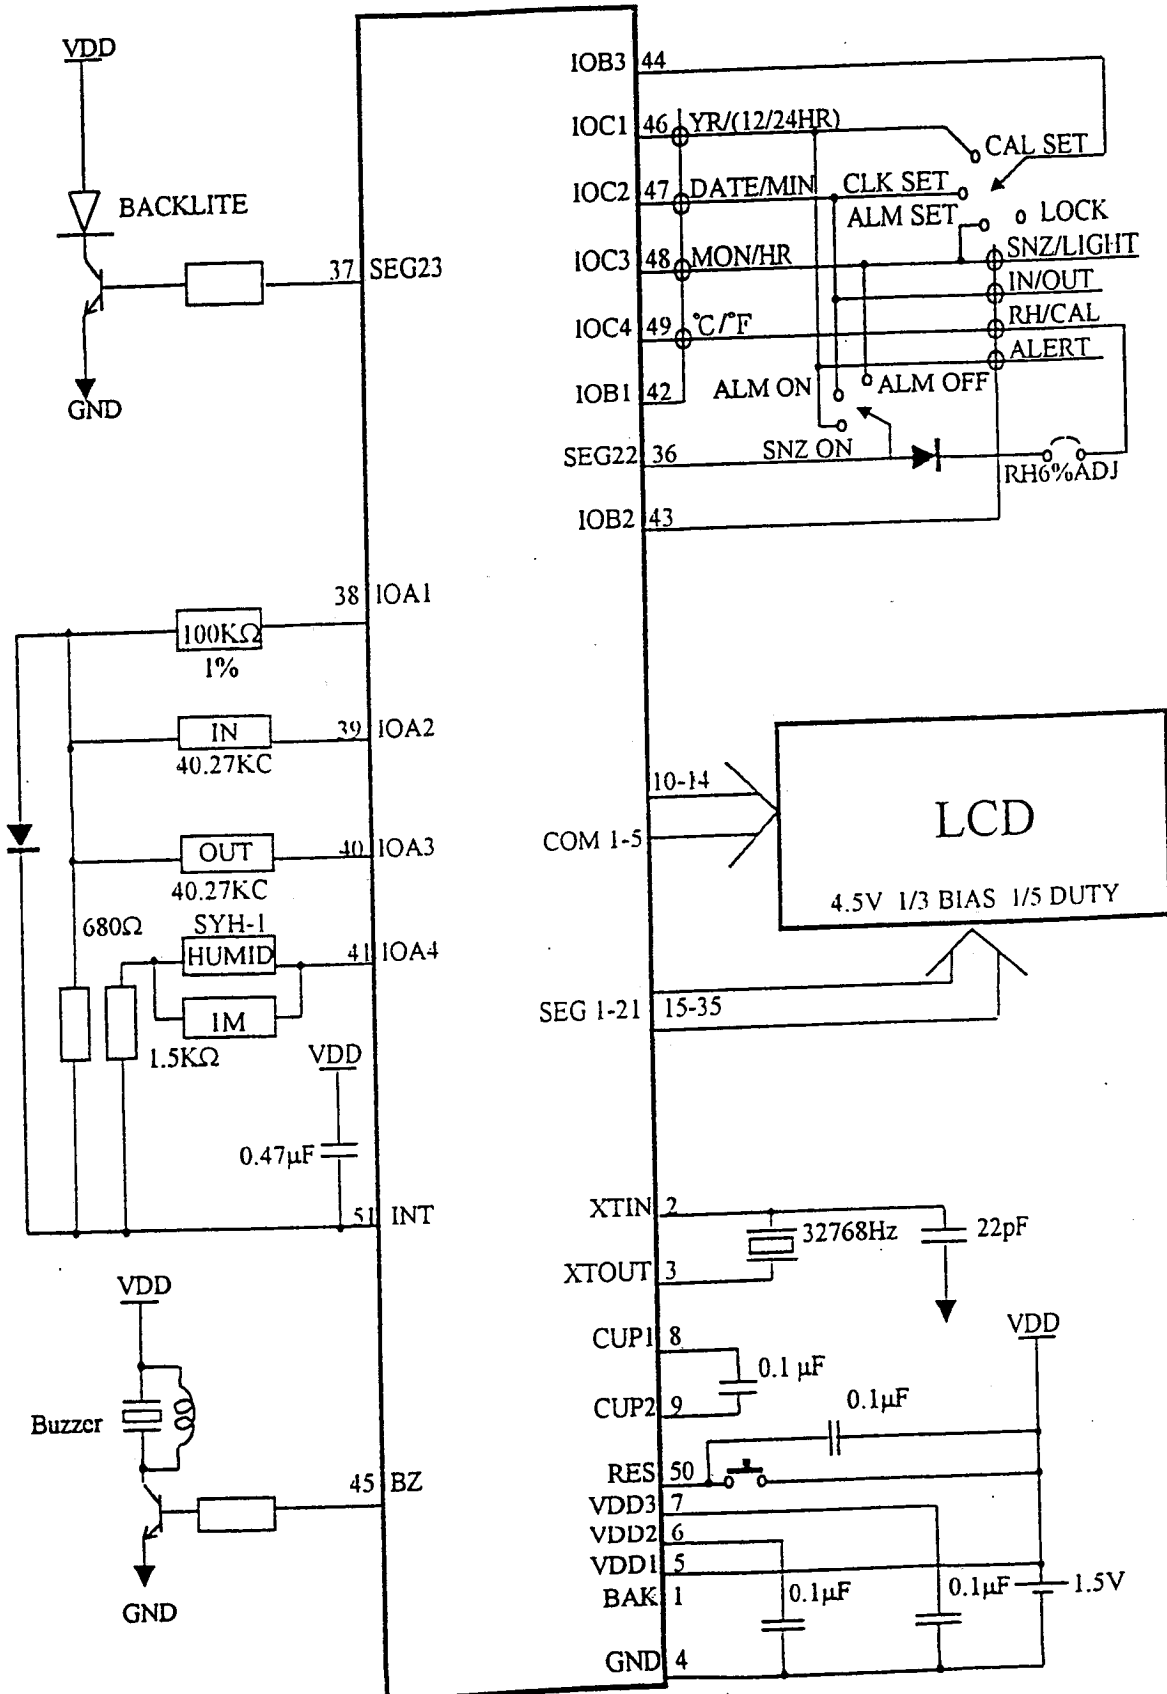 VDD
BACKLITE
37 SEG23
GND
IOB3 44
IOC1 46 YR/(12/24HR)
CAL SET
IOC2 47 DATE/MIN CLK SET
ALM SET
LOCK
IOC3 48 MON/HR SNZ/LIGHT
IN/OUT
IOC4 49 °C/°F RH/CAL
ALERT
IOB1 42 ALM ON ALM OFF
SEG22 36 SNZ ON
RH6%ADJ
IOB2 43
38 IOA1
100KΩ
1%
39 IOA2
IN
40.27KC
40 IOA3
OUT
40.27KC
680Ω
SYH-1
HUMID
41 IOA4
1M
1.5KΩ
VDD
0.47µF
51 INT
10-14
COM 1-5
LCD
4.5V 1/3 BIAS 1/5 DUTY
SEG 1-21 15-35
XTIN 2
32768Hz
22pF
XTOUT 3
CUP1 8
0.1 µF
CUP2 9
VDD
0.1µF
RES 50
VDD3 7
VDD2 6
VDD1 5
BAK 1
0.1µF
0.1µF
1.5V
GND 4
VDD
Buzzer
45 BZ
GND